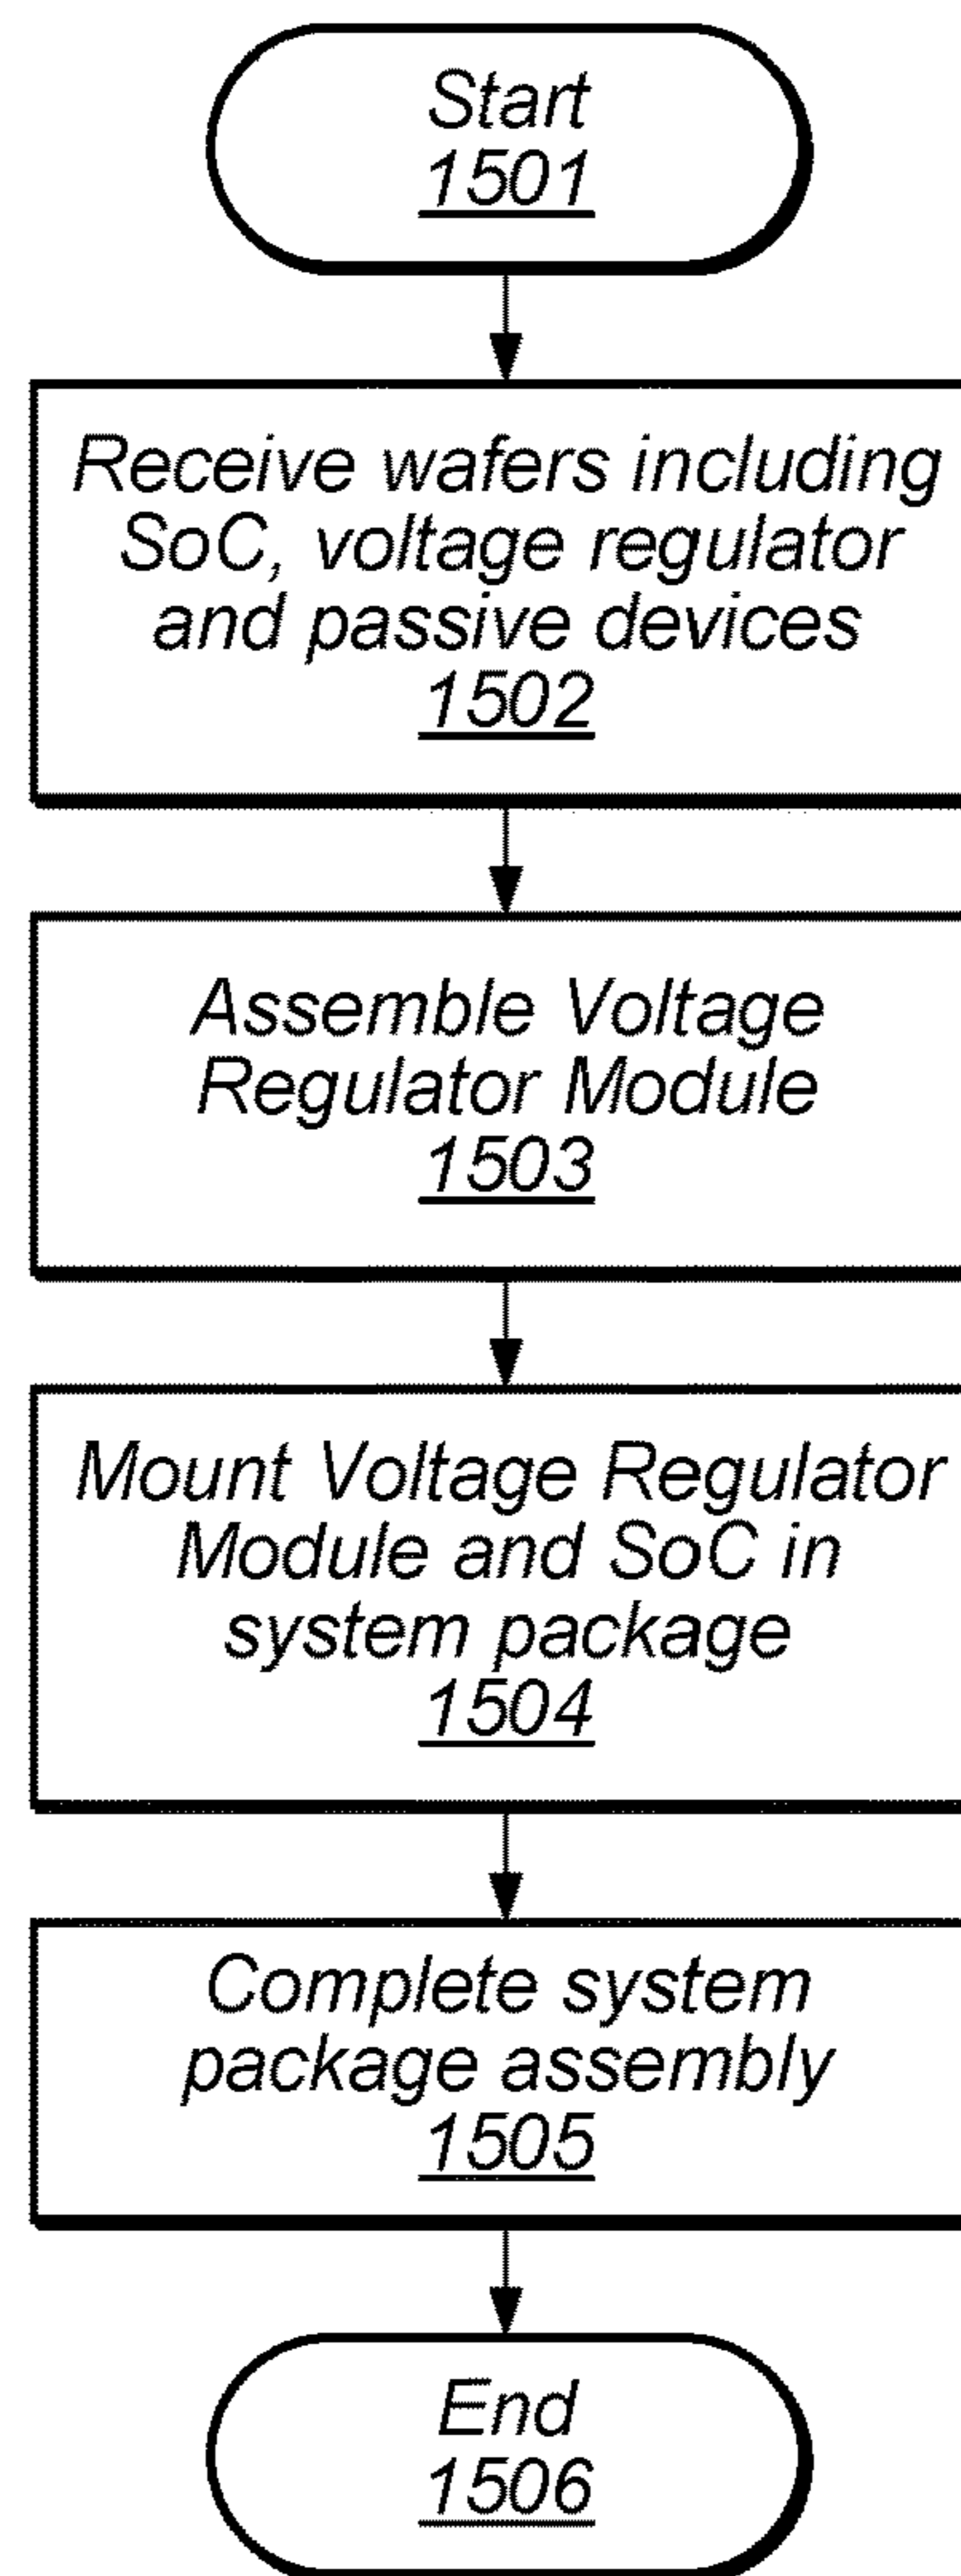 Start
1501
Receive wafers including
SoC, voltage regulator
and passive devices
1502
Assemble Voltage
Regulator Module
1503
Mount Voltage Regulator
Module and SoC in
system package
1504
Complete system
package assembly
1505
End
1506